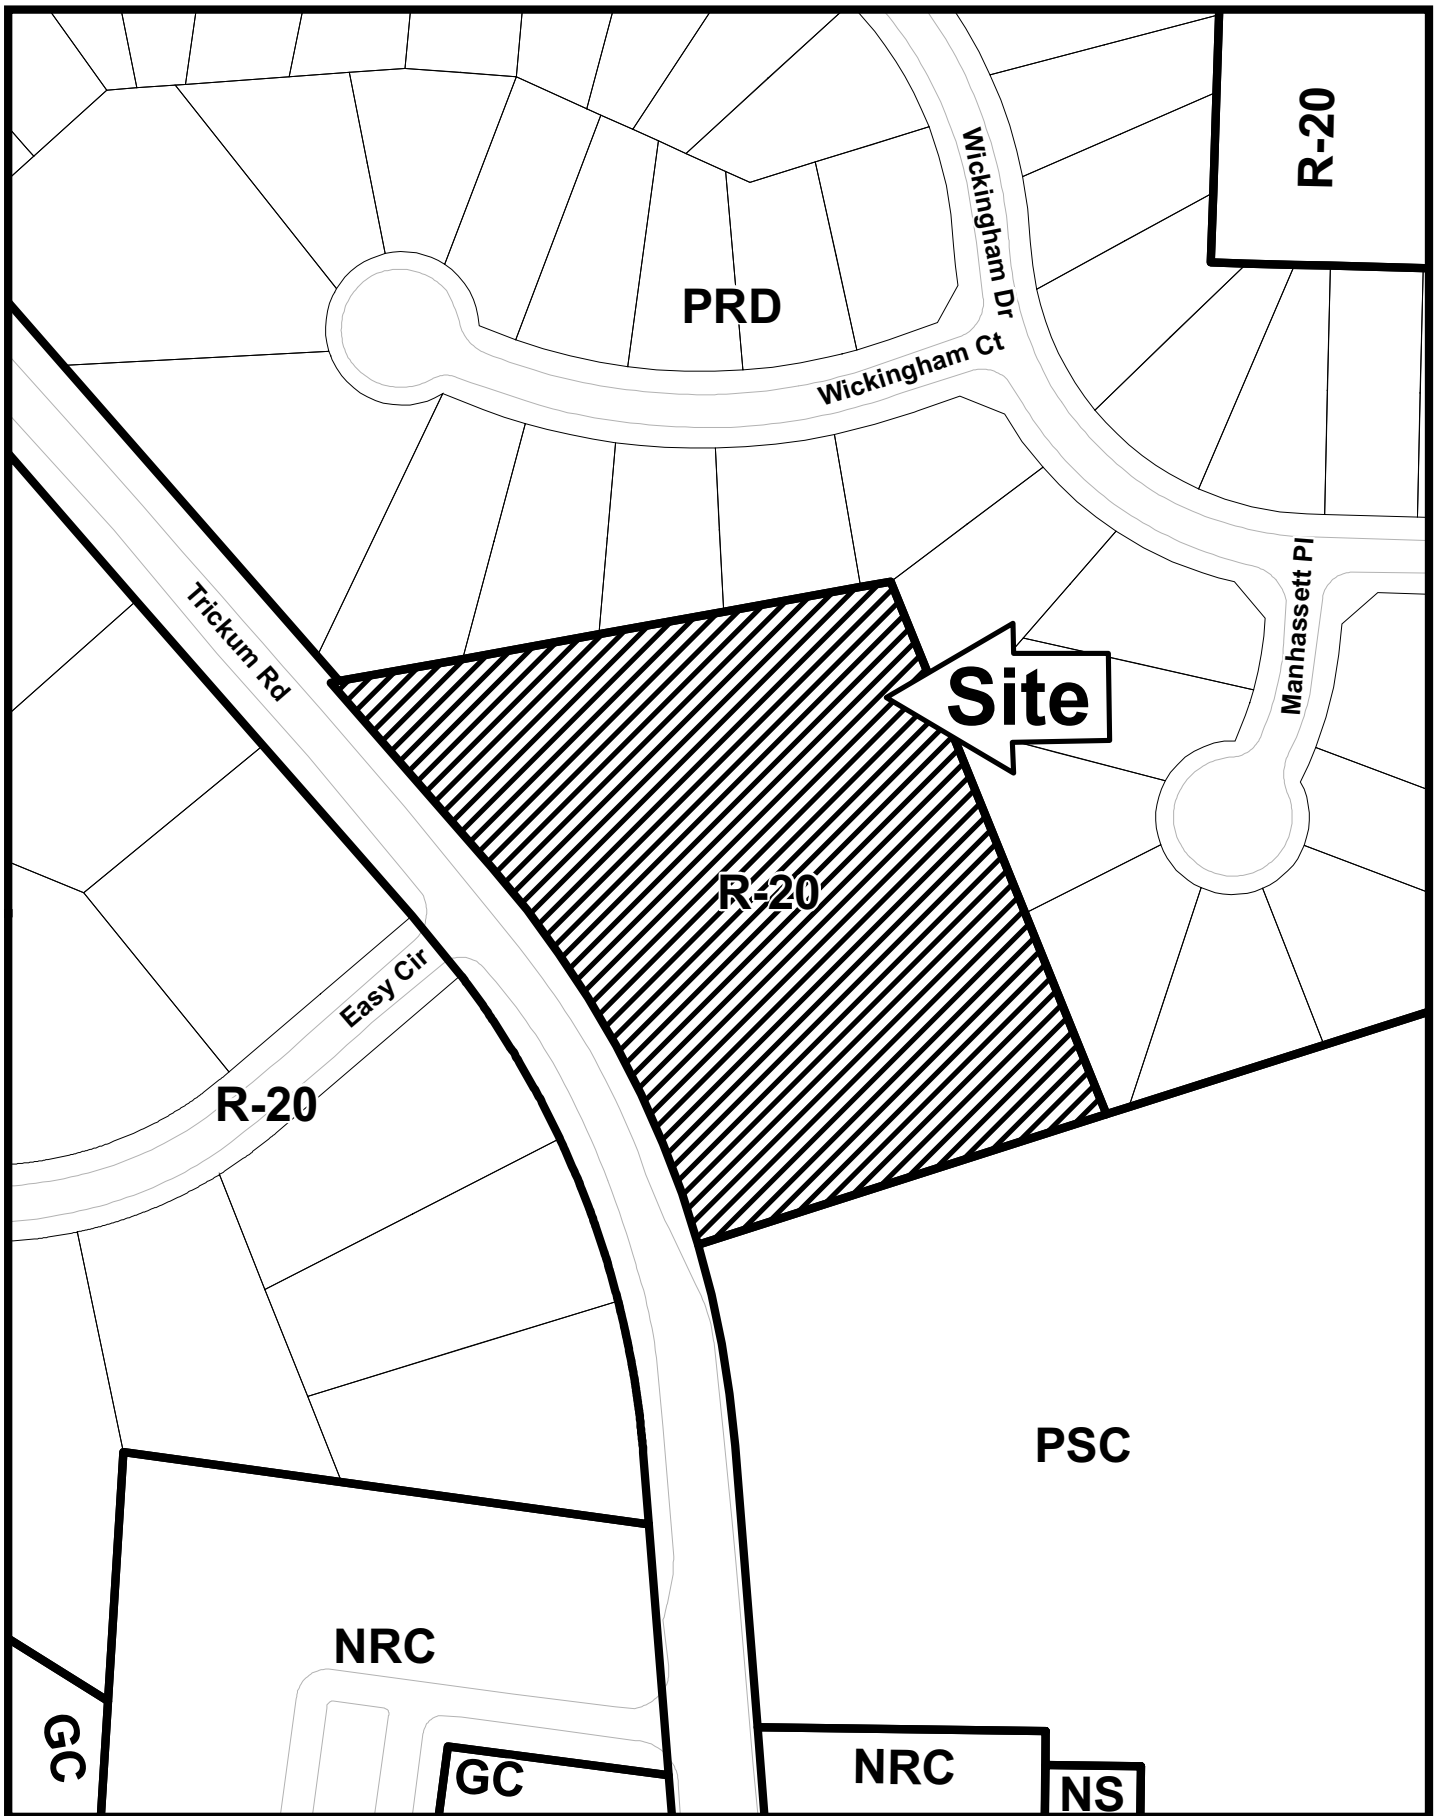 R-20
Wickingham Dr
PRD
Wickingham Ct
Manhassett Pl
Trickum Rd
Site
R-20
Easy Cir
R-20
PSC
NRC
GC
GC
NRC
NS